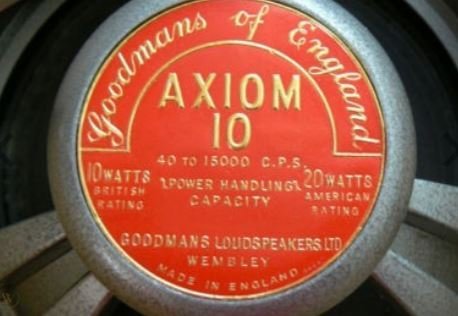 Goodmans of England
AXIOM
10
40 TO 15000 C.P.S.
10 WATTS
BRITISH
RATING
POWER HANDLING
CAPACITY
20 WATTS
AMERICAN
RATING
GOODMANS LOUDSPEAKERS LTD
WEMBLEY
MADE IN ENGLAND